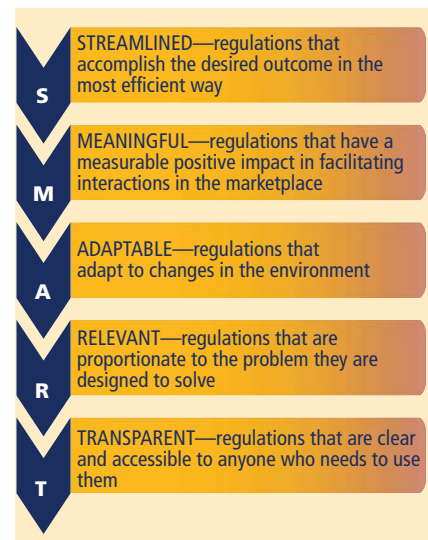 S
STREAMLINED—regulations that
accomplish the desired outcome in the
most efficient way
M
MEANINGFUL—regulations that have a
measurable positive impact in facilitating
interactions in the marketplace
A
ADAPTABLE—regulations that
adapt to changes in the environment
R
RELEVANT—regulations that are
proportionate to the problem they are
designed to solve
T
TRANSPARENT—regulations that are clear
and accessible to anyone who needs to use
them